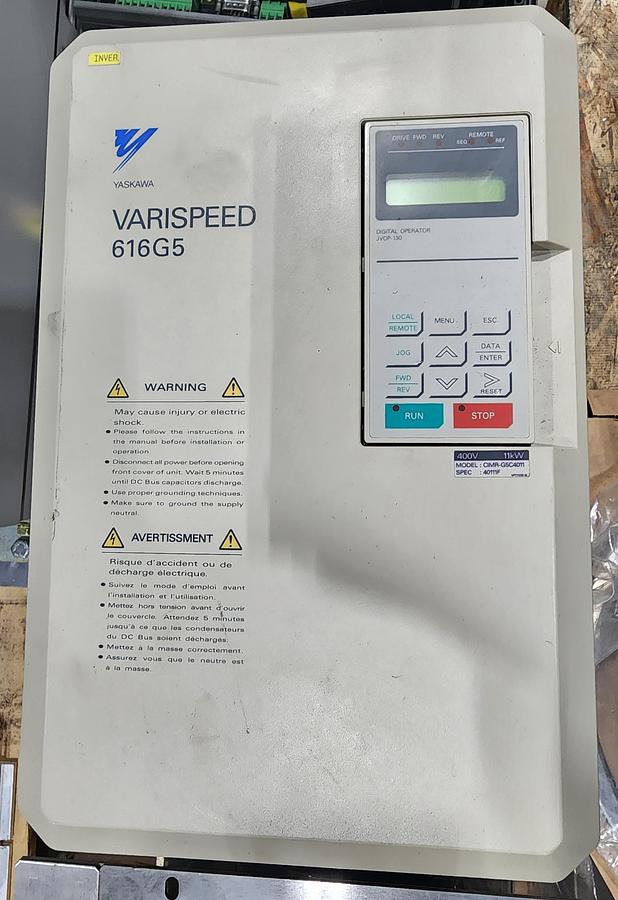 INVER
YASKAWA
VARISPEED
616G5
DRIVE FWD REV REMOTE
SEQ REF
DIGITAL OPERATOR
JVOP-130
LOCAL
REMOTE
MENU
ESC
JOG
DATA
ENTER
FWD
REV
RESET
RUN
STOP
400V 11kW
MODEL : CIMR-G5C4011
SPEC : 40111F
WARNING
May cause injury or electric
shock.
Please follow the instructions in
the manual before installation or
operation.
Disconnect all power before opening
front cover of unit. Wait 5 minutes
until DC Bus capacitors discharge.
Use proper grounding techniques.
Make sure to ground the supply
neutral.
AVERTISSMENT
Risque d'accident ou de
décharge électrique.
Suivez le mode d'emploi avant
l'installation et l'utilisation.
Mettez hors tension avant d'ouvrir
le couvercle. Attendez 5 minutes
jusqu'à ce que les condensateurs
du DC Bus soient déchargés.
Mettez à la masse correctement.
Assurez vous que le neutre est
à la masse.